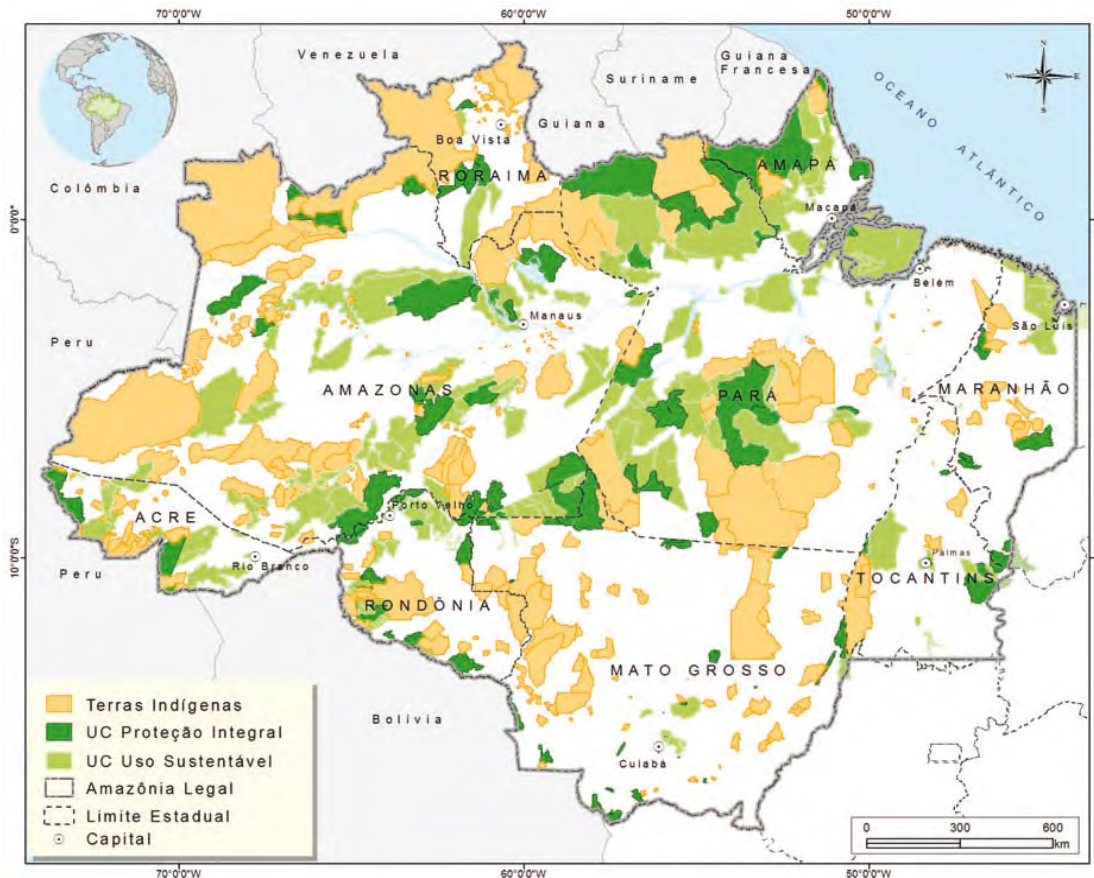 70°0'0"W
60°0'0"W
50°0'0"W
Venezuela
Suriname
Guiana
Francesa
N
W
E
S
OCEANO ATLÂNTICO
Guiana
Boa Vista
RORAIMA
AMAPÁ
Colômbia
Macapá
0°0'0"
Belém
São Luís
Manaus
Peru
AMAZONAS
PARÁ
MARANHÃO
Porto Velho
ACRE
Rio Branco
10°0'0"S
10°0'0"S
Palmas
TOCANTINS
Peru
RONDÔNIA
MATO GROSSO
Bolívia
Cuiabá
Terras Indígenas
UC Proteção Integral
UC Uso Sustentável
Amazônia Legal
Limite Estadual
Capital
0 300 600
km
70°0'0"W
60°0'0"W
50°0'0"W